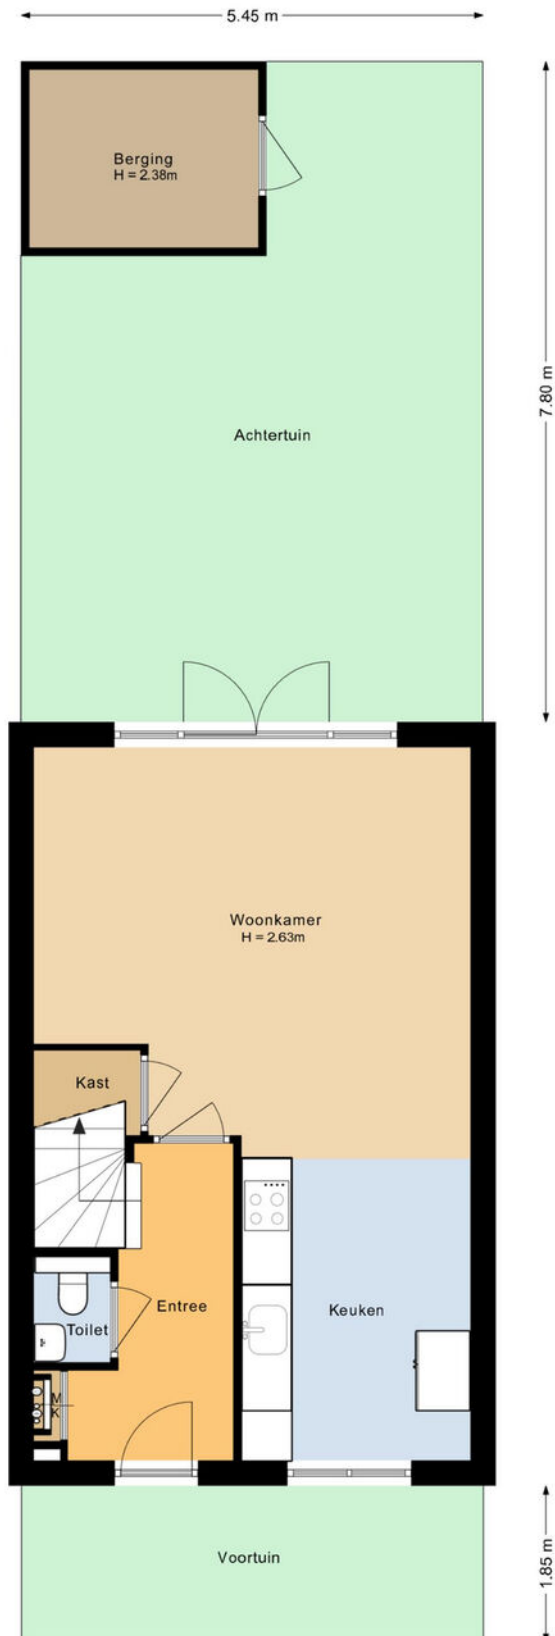 5.45 m
Berging
H = 2.38m
7.80 m
Achtertuin
Woonkamer
H = 2.63m
Kast
Entree
Keuken
Toilet
M
K
Voortuin
1.85 m